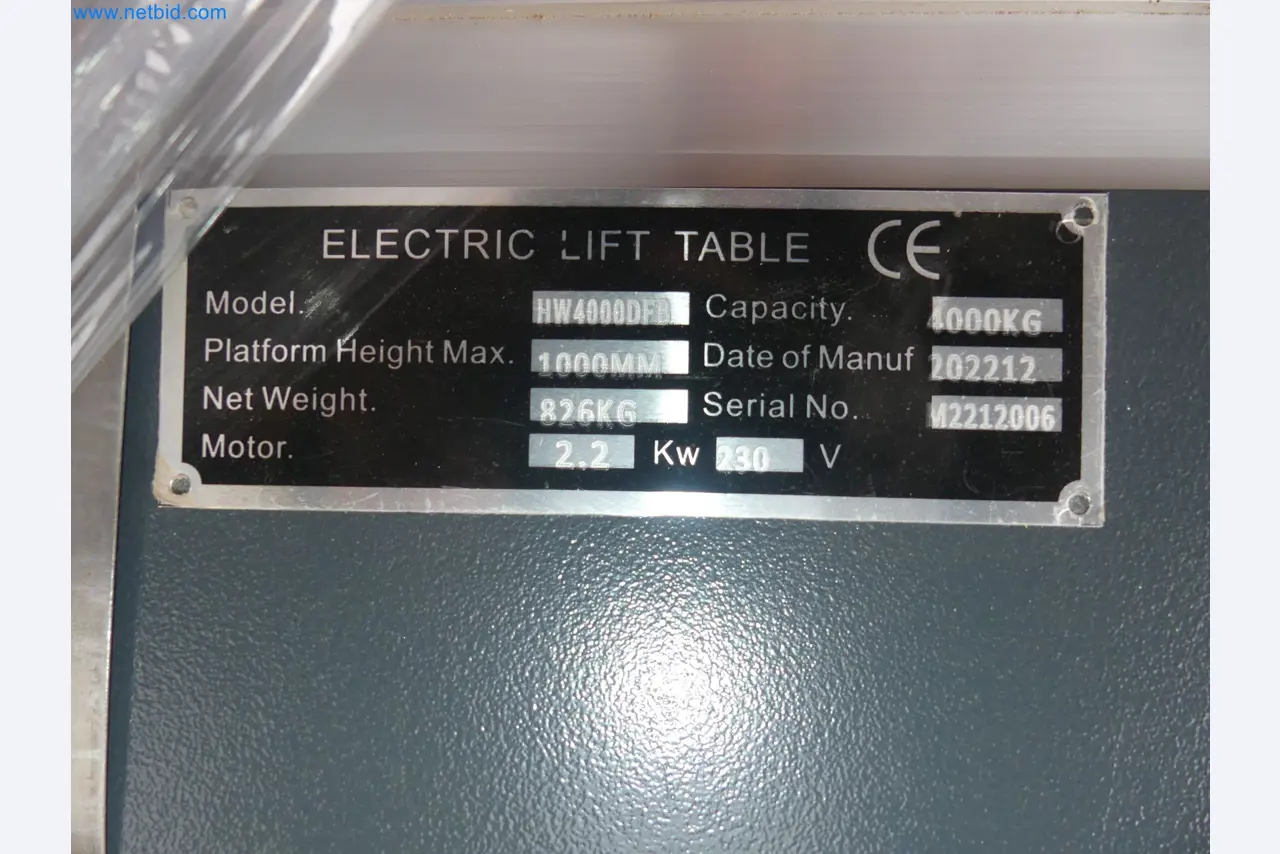 www.netbid.com
ELECTRIC LIFT TABLE CE
Model. HW4000DFD Capacity. 4000KG
Platform Height Max. 1000MM Date of Manuf 202212
Net Weight. 826KG Serial No. M2212006
Motor. 2.2 Kw 230 V